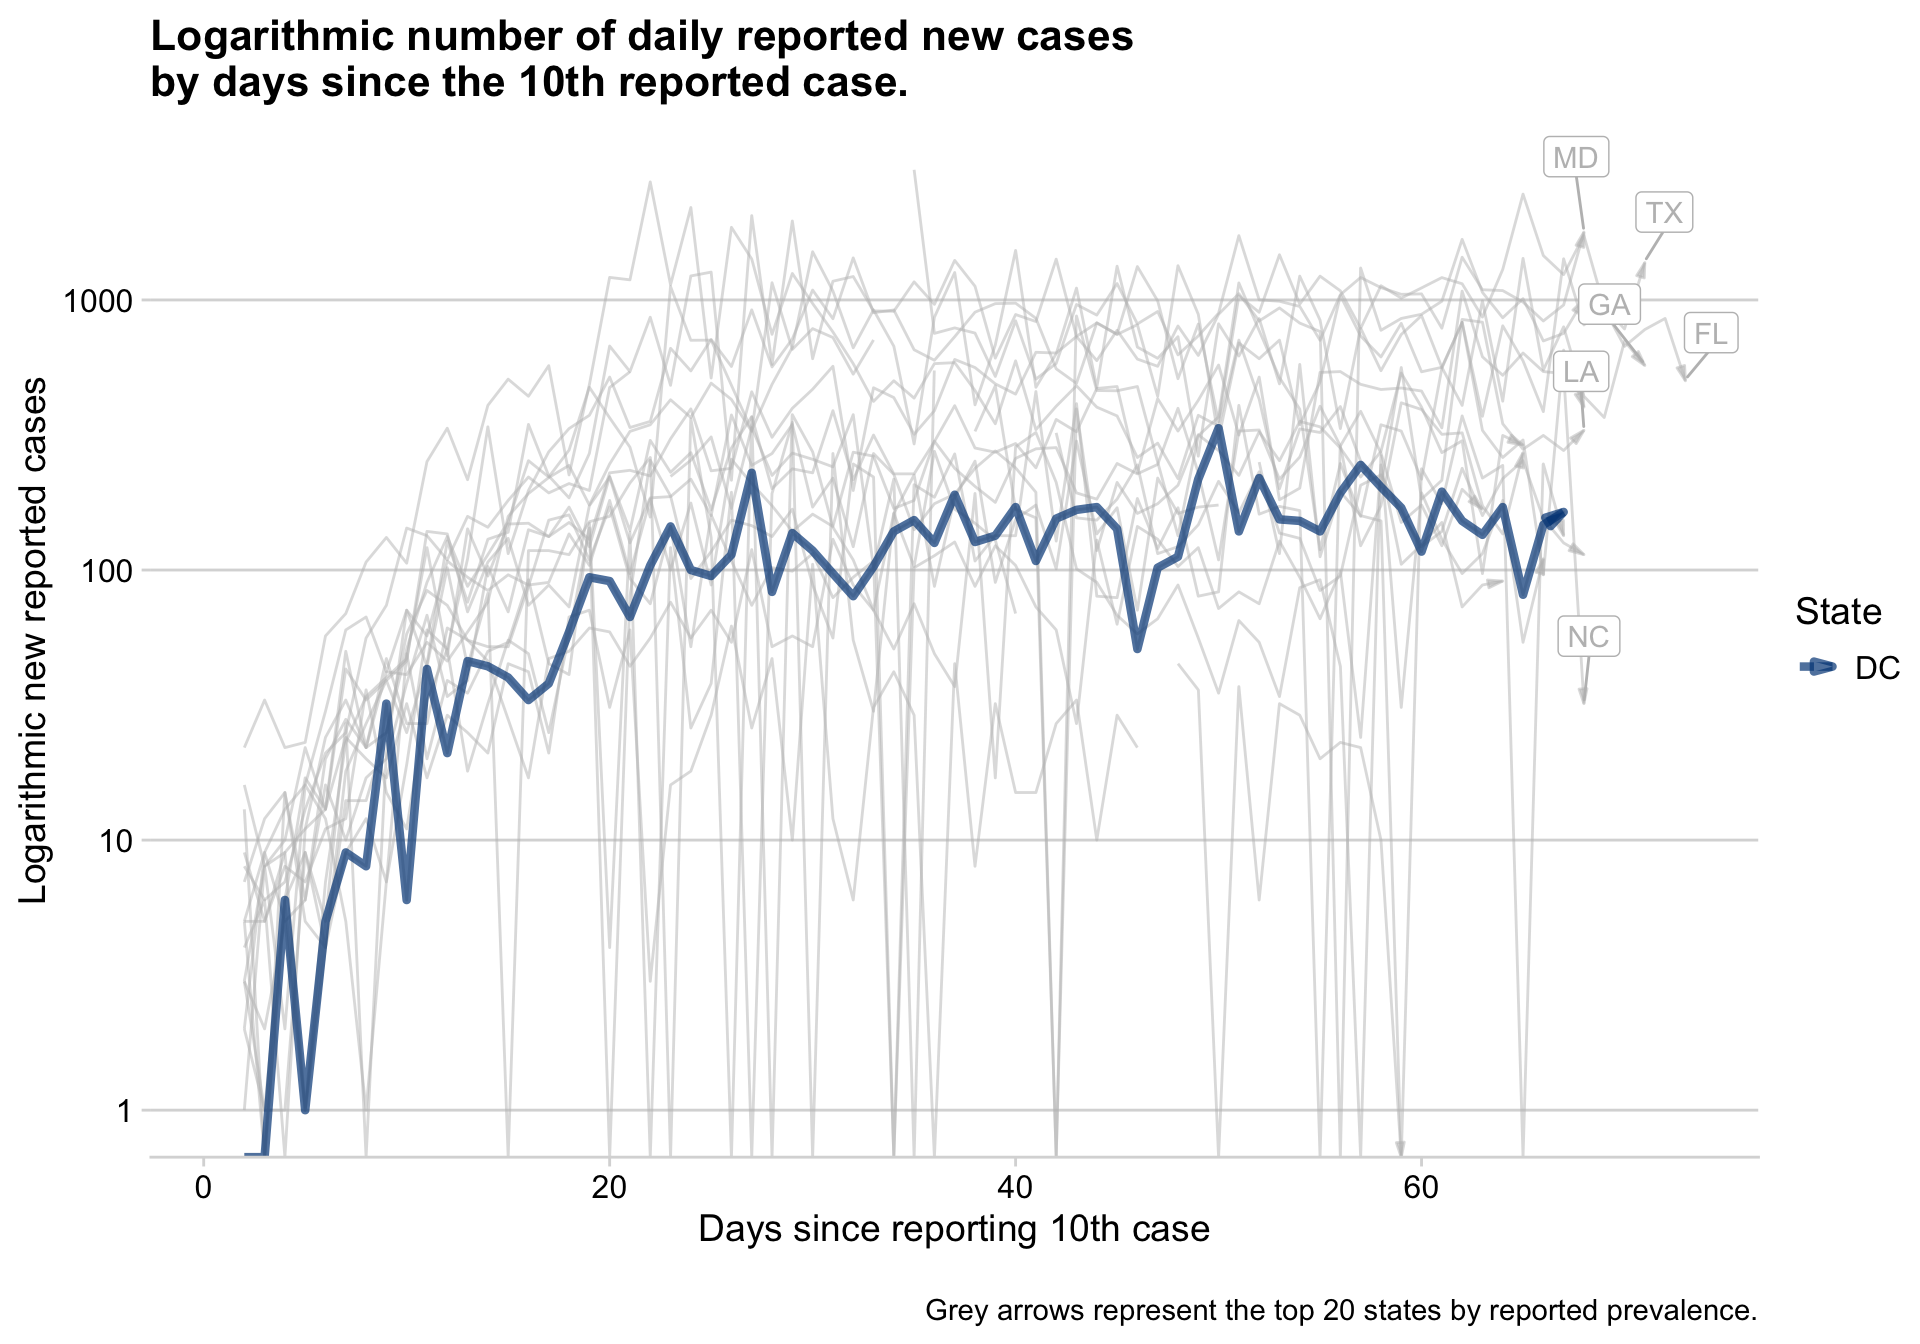 Logarithmic number of daily reported new cases
by days since the 10th reported case.
MD
TX
GA
FL
LA
NC
1000
100
10
1
Logarithmic new reported cases
0
20
40
60
Days since reporting 10th case
State
DC
Grey arrows represent the top 20 states by reported prevalence.